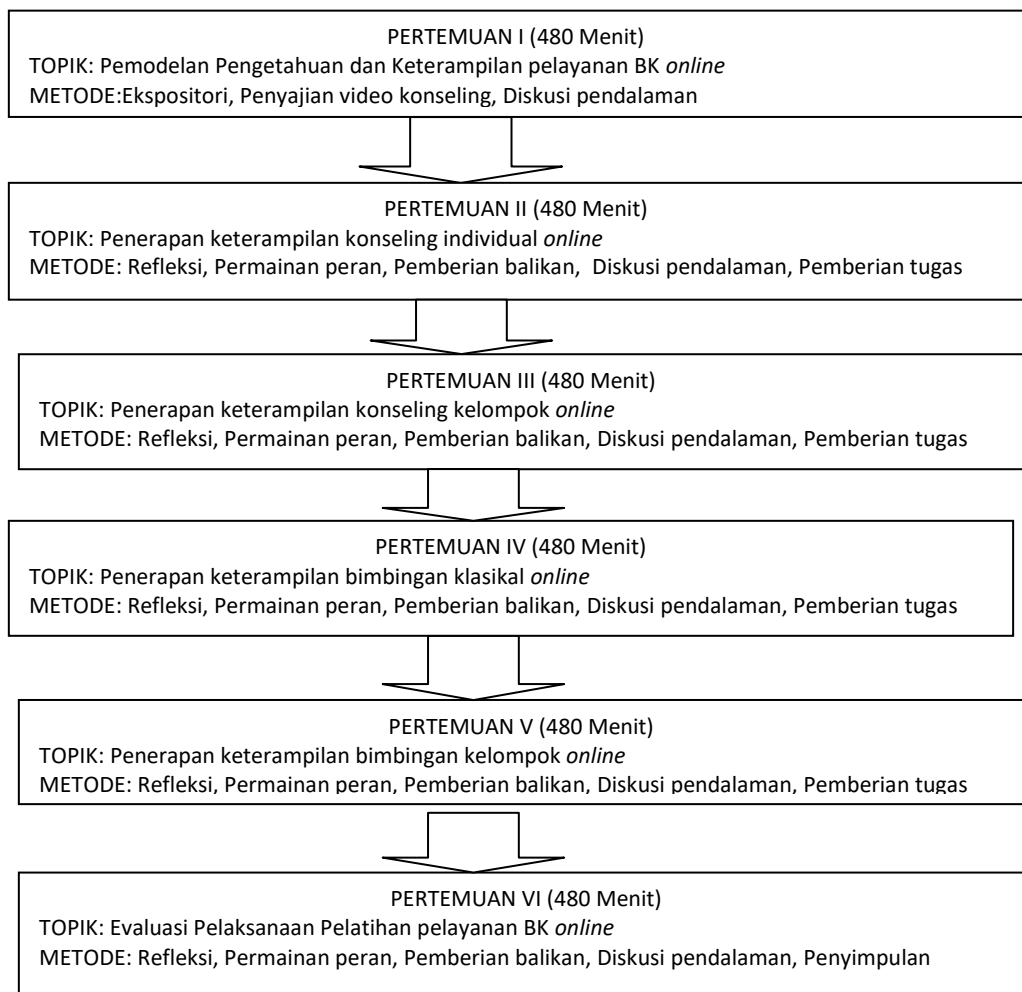 PERTEMUAN I (480 Menit)
TOPIK: Pemodelan Pengetahuan dan Keterampilan pelayanan BK online
METODE:Ekspositori, Penyajian video konseling, Diskusi pendalaman
PERTEMUAN II (480 Menit)
TOPIK: Penerapan keterampilan konseling individual online
METODE: Refleksi, Permainan peran, Pemberian balikan, Diskusi pendalaman, Pemberian tugas
PERTEMUAN III (480 Menit)
TOPIK: Penerapan keterampilan konseling kelompok online
METODE: Refleksi, Permainan peran, Pemberian balikan, Diskusi pendalaman, Pemberian tugas
PERTEMUAN IV (480 Menit)
TOPIK: Penerapan keterampilan bimbingan klasikal online
METODE: Refleksi, Permainan peran, Pemberian balikan, Diskusi pendalaman, Pemberian tugas
PERTEMUAN V (480 Menit)
TOPIK: Penerapan keterampilan bimbingan kelompok online
METODE: Refleksi, Permainan peran, Pemberian balikan, Diskusi pendalaman, Pemberian tugas
PERTEMUAN VI (480 Menit)
TOPIK: Evaluasi Pelaksanaan Pelatihan pelayanan BK online
METODE: Refleksi, Permainan peran, Pemberian balikan, Diskusi pendalaman, Penyimpulan